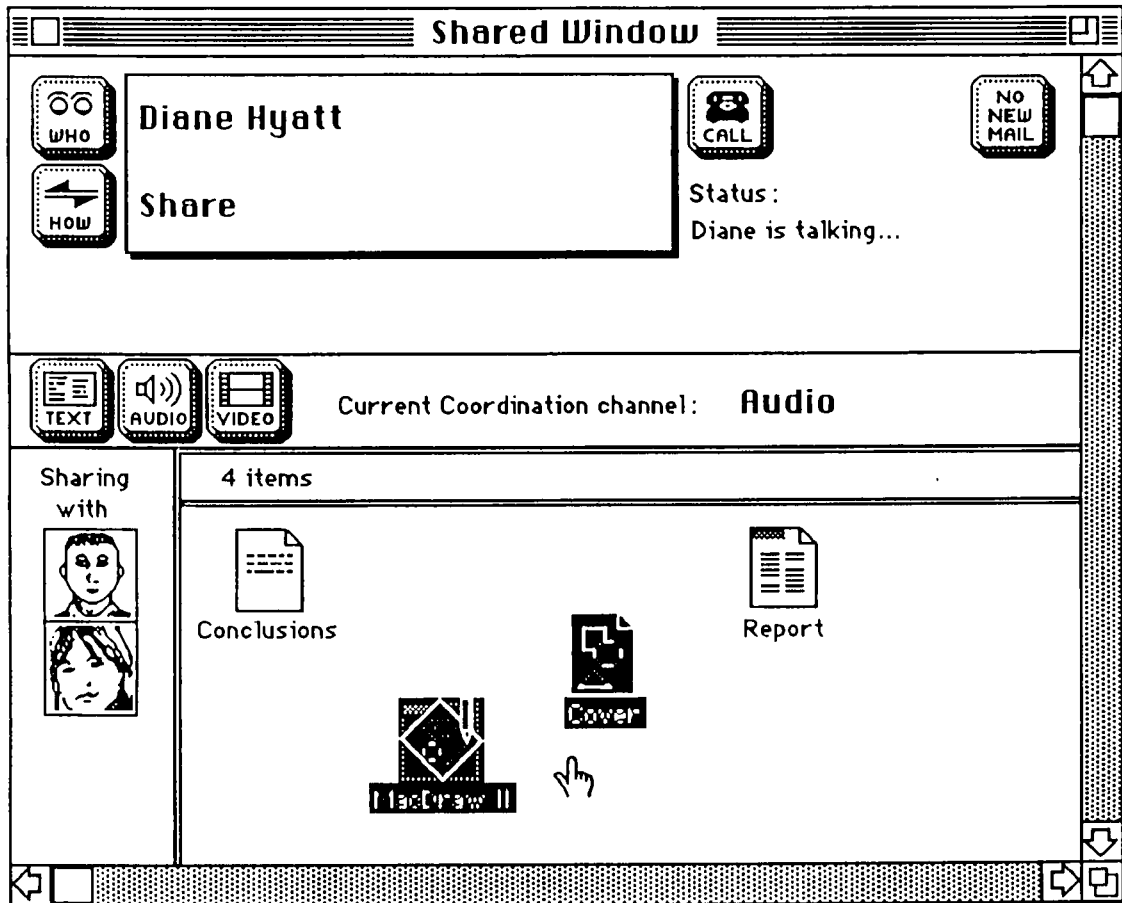 Shared Window
WHO
Diane Hyatt
CALL
NO
NEW
MAIL
HOW
Share
Status:
Diane is talking...
TEXT
AUDIO
VIDEO
Current Coordination channel: Audio
Sharing
with
4 items
Conclusions
Report
Cover
MacDraw II